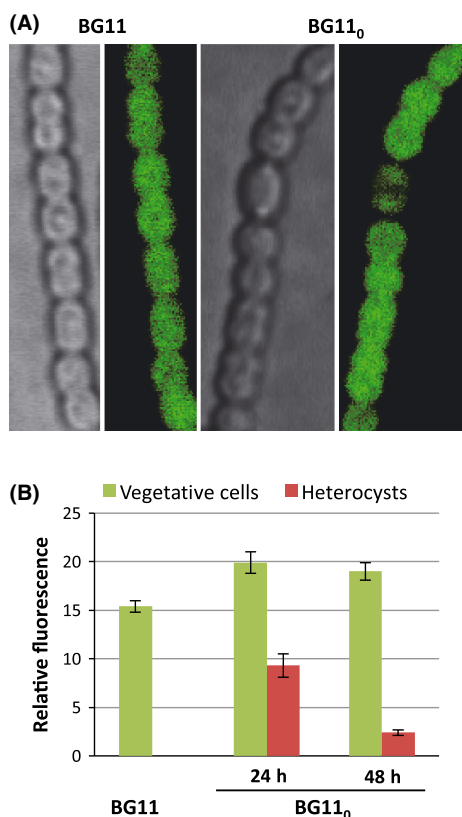 (A) BG11 BG11₀
(B) Vegetative cells Heterocysts
25
20
15
10
5
0
Relative fluorescence
24 h 48 h
BG11 BG11₀